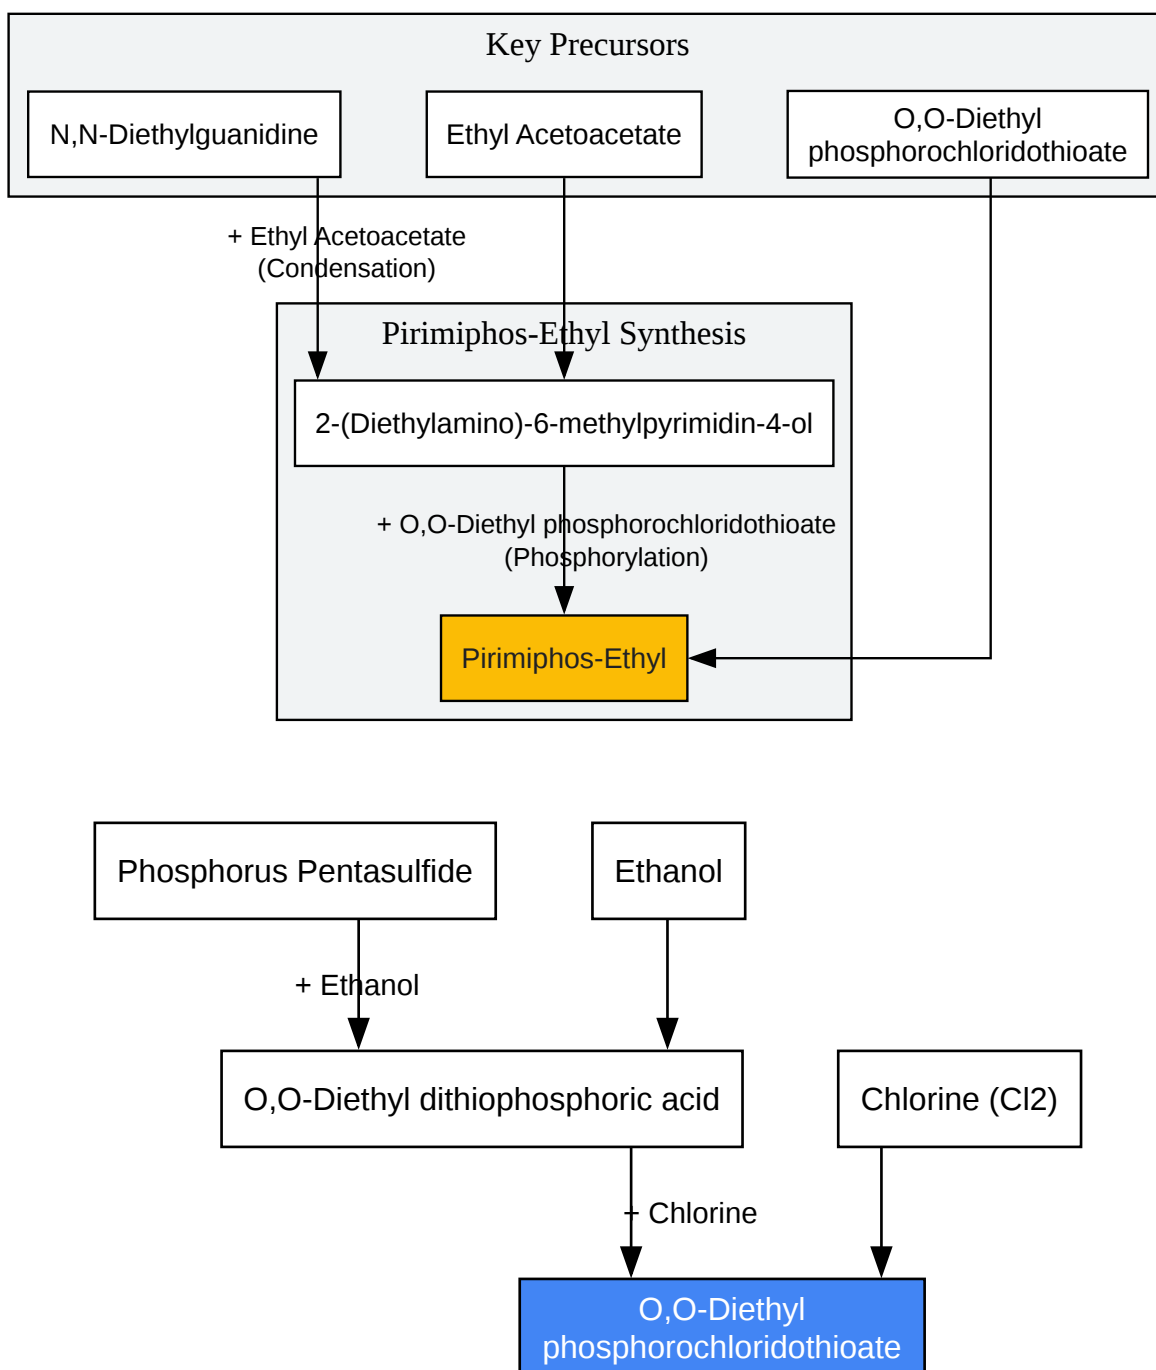 Key Precursors
N,N-Diethylguanidine
Ethyl Acetoacetate
O,O-Diethyl
phosphorochloridothioate
+ Ethyl Acetoacetate
(Condensation)
Pirimiphos-Ethyl Synthesis
2-(Diethylamino)-6-methylpyrimidin-4-ol
+ O,O-Diethyl phosphorochloridothioate
(Phosphorylation)
Pirimiphos-Ethyl
Phosphorus Pentasulfide
Ethanol
+ Ethanol
O,O-Diethyl dithiophosphoric acid
Chlorine (Cl2)
+ Chlorine
O,O-Diethyl
phosphorochloridothioate